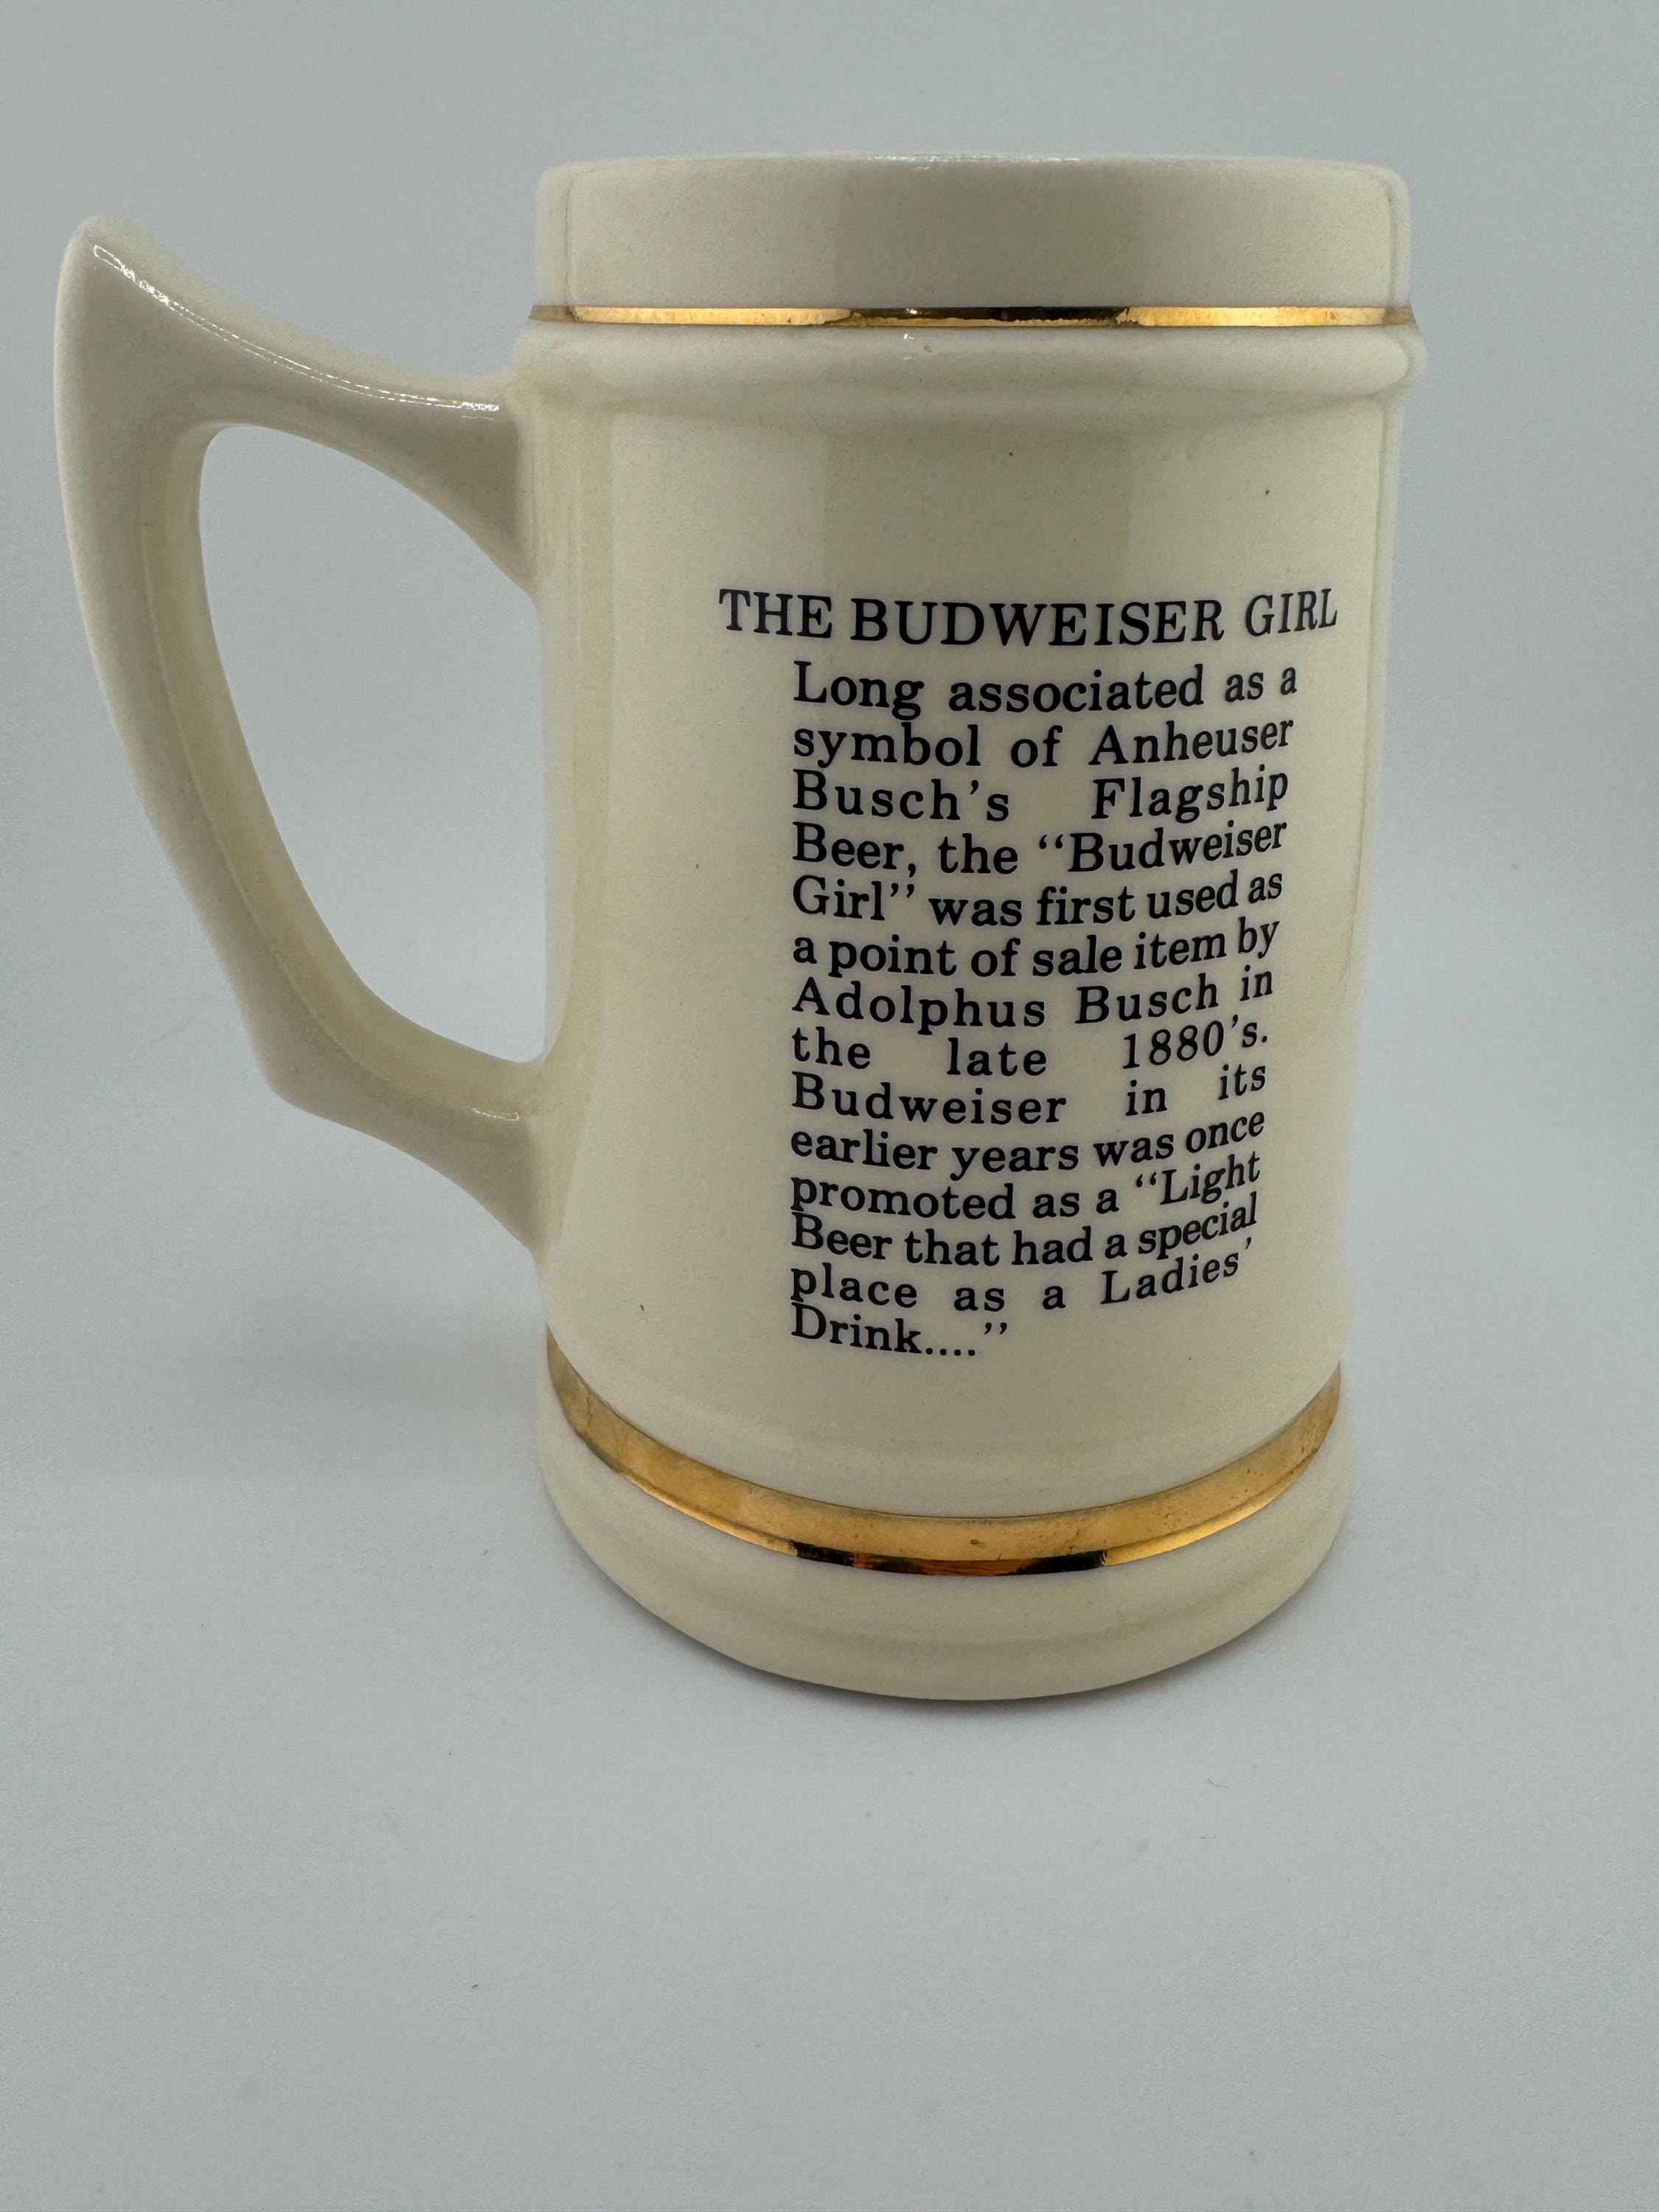 THE BUDWEISER GIRL
Long associated as a
symbol of Anheuser
Busch's Flagship
Beer, the "Budweiser
Girl" was first used as
a point of sale item by
Adolphus Busch in
the late 1880's.
Budweiser in its
earlier years was once
promoted as a "Light
Beer that had a special
place as a Ladies'
Drink...."